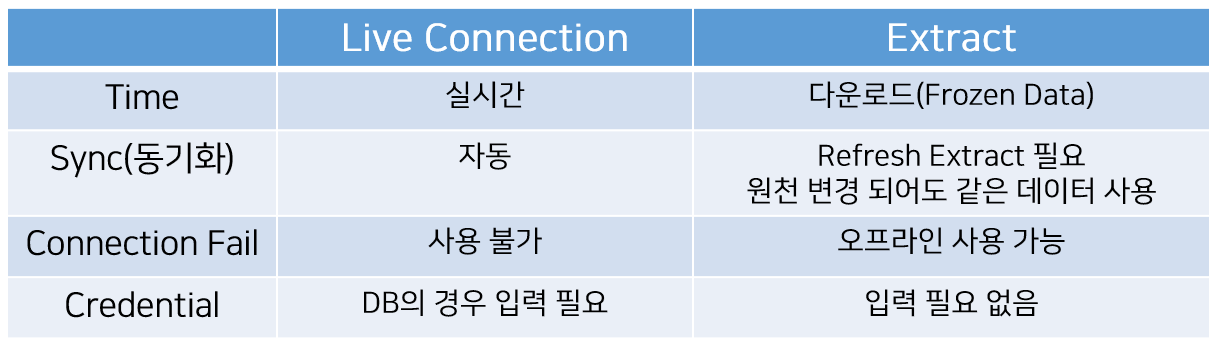 Live Connection Extract
Time 실시간 다운로드(Frozen Data)
Sync(동기화) 자동 Refresh Extract 필요
원천 변경 되어도 같은 데이터 사용
Connection Fail 사용 불가 오프라인 사용 가능
Credential DB의 경우 입력 필요 입력 필요 없음